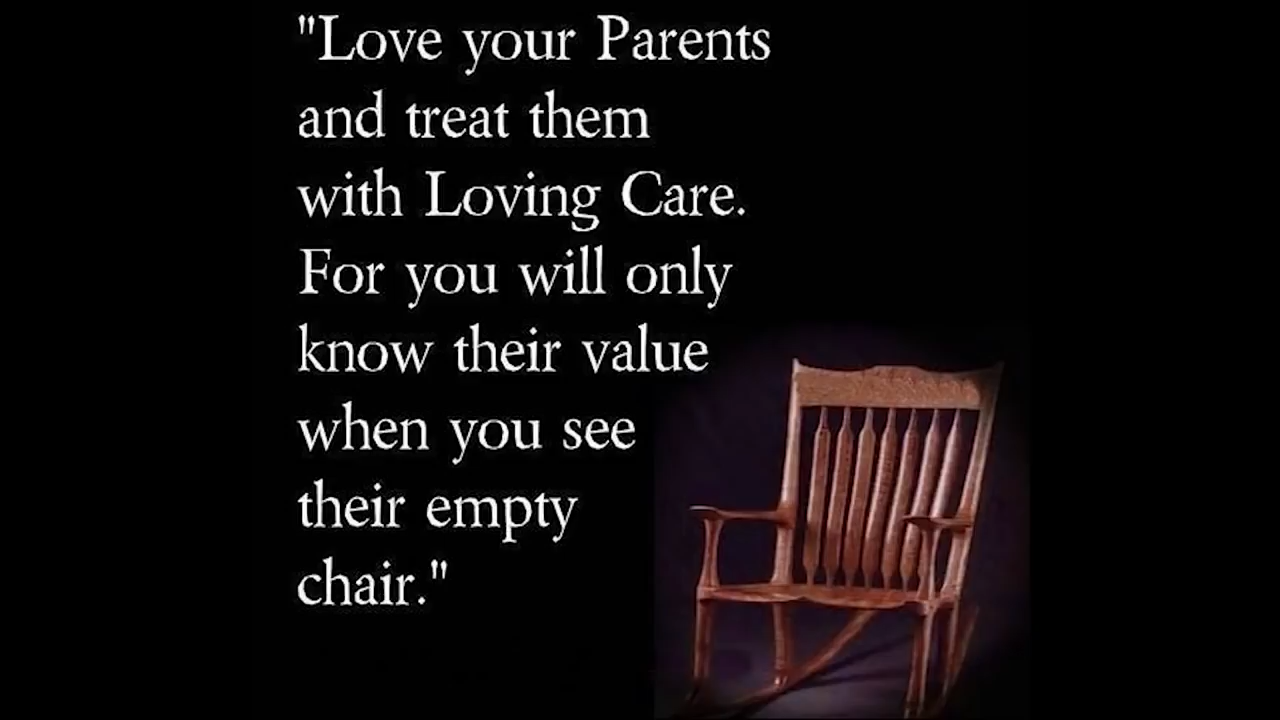 "Love your Parents
and treat them
with Loving Care.
For you will only
know their value
when you see
their empty
chair."